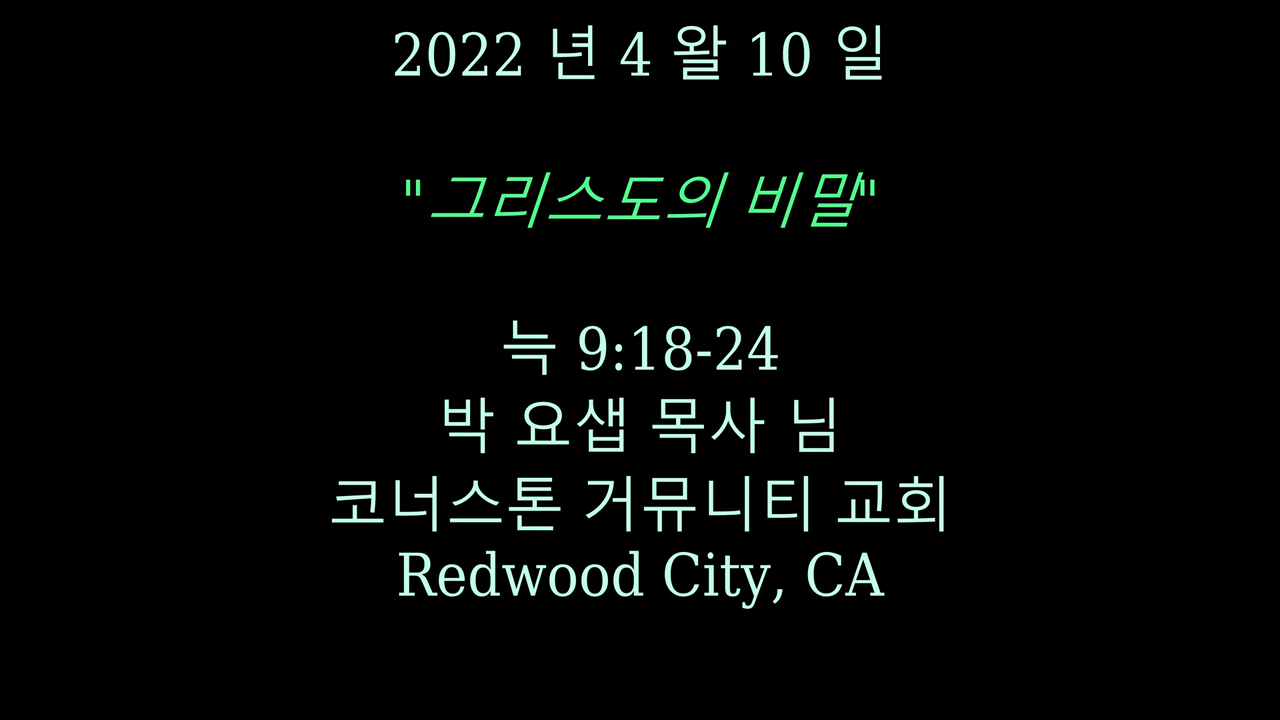 2022 년 4 왈 10 일
"그리스도의 비밀"
늑 9:18-24
박 요샙 목사 님
코너스톤 거뮤니티 교회
Redwood City, CA